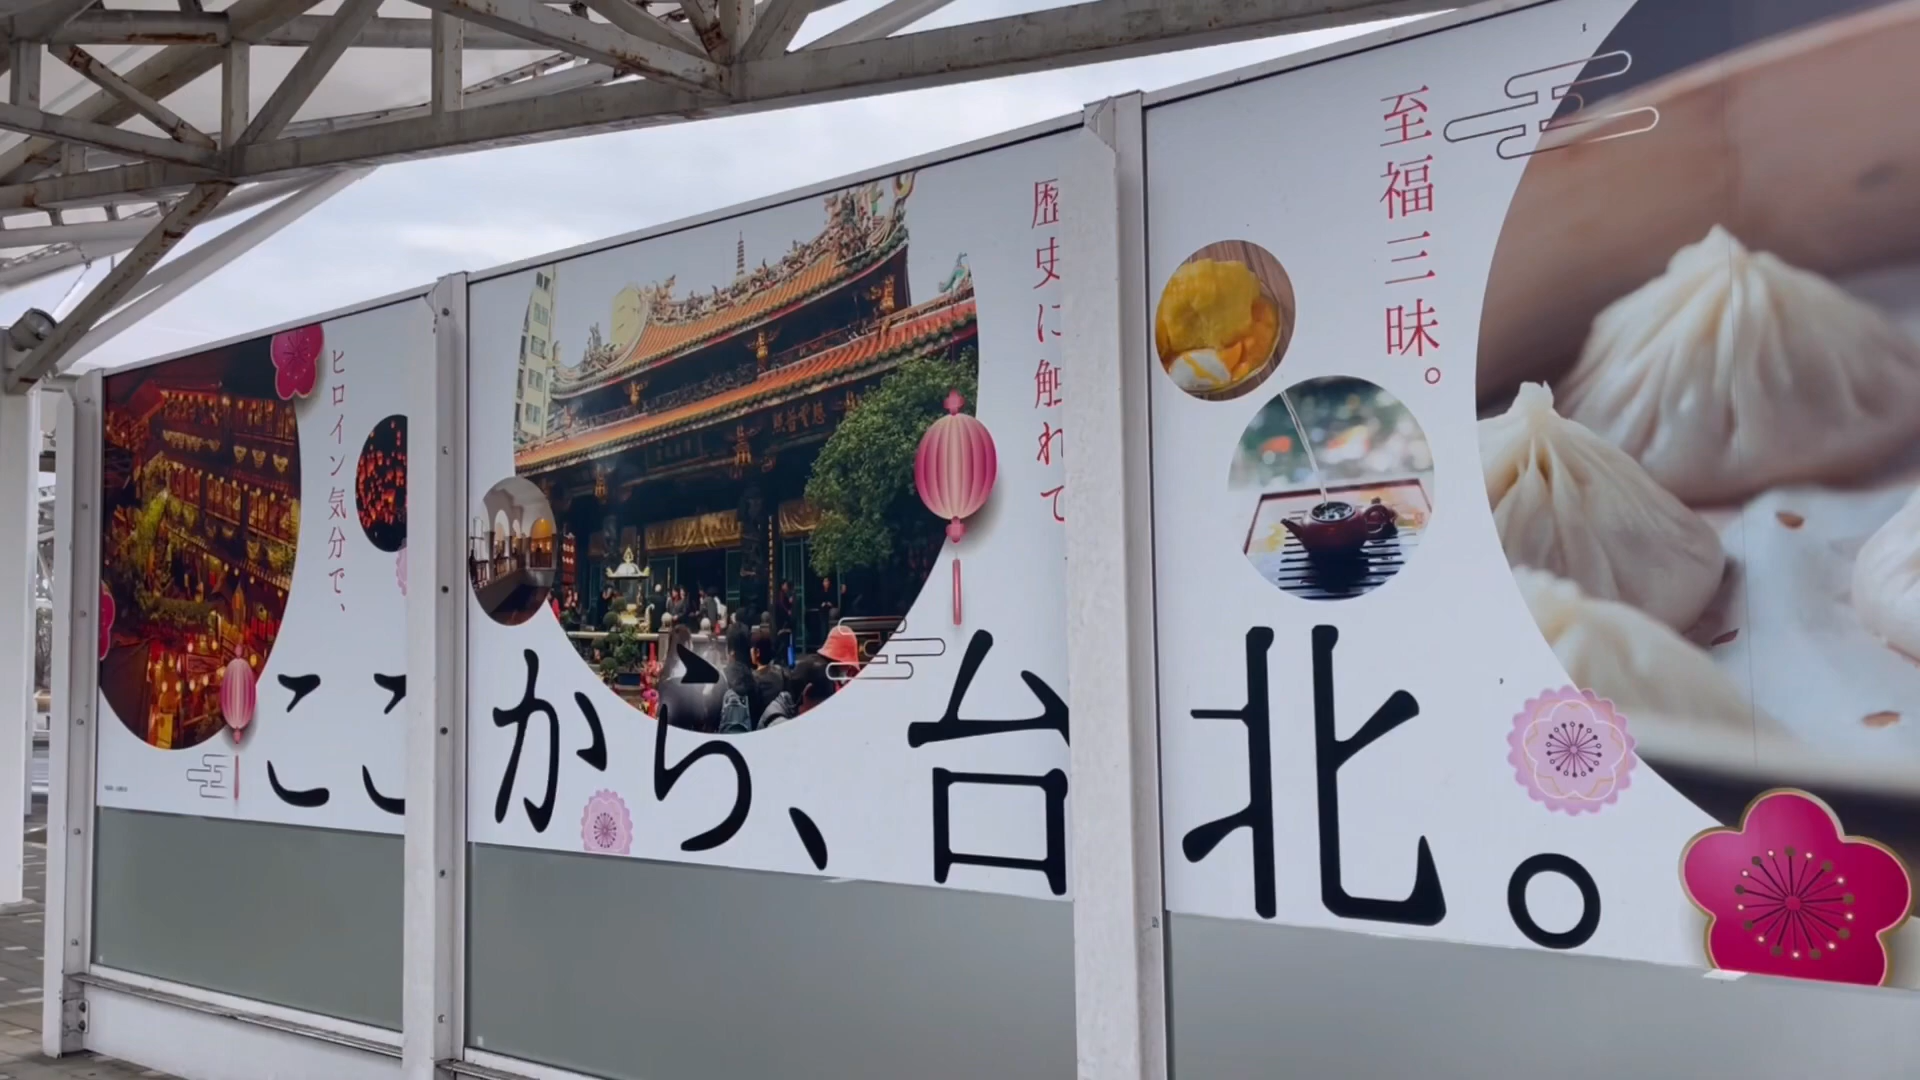 ヒロイン気分で、
歴史に触れて
至福三昧。
ここから、台北。